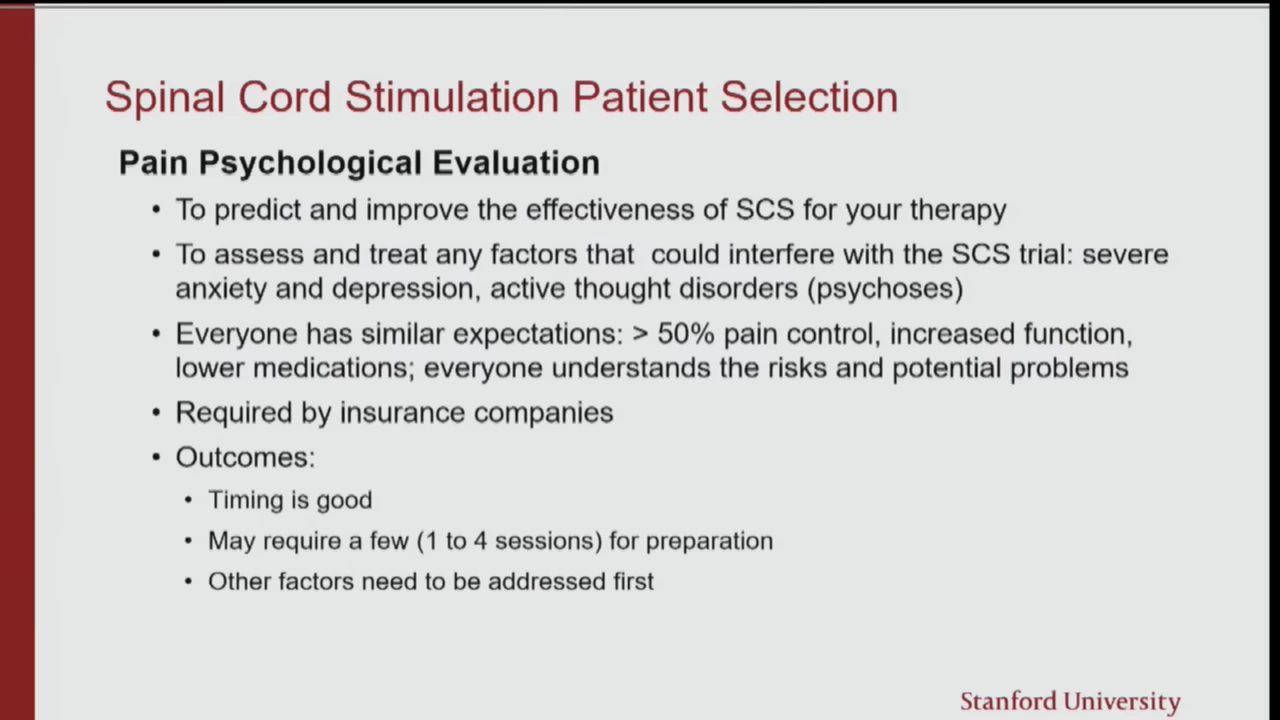 Spinal Cord Stimulation Patient Selection
Pain Psychological Evaluation
• To predict and improve the effectiveness of SCS for your therapy
• To assess and treat any factors that  could interfere with the SCS trial: severe
anxiety and depression, active thought disorders (psychoses)
• Everyone has similar expectations: > 50% pain control, increased function,
lower medications; everyone understands the risks and potential problems
• Required by insurance companies
• Outcomes:
• Timing is good
• May require a few (1 to 4 sessions) for preparation
• Other factors need to be addressed first
Stanford University